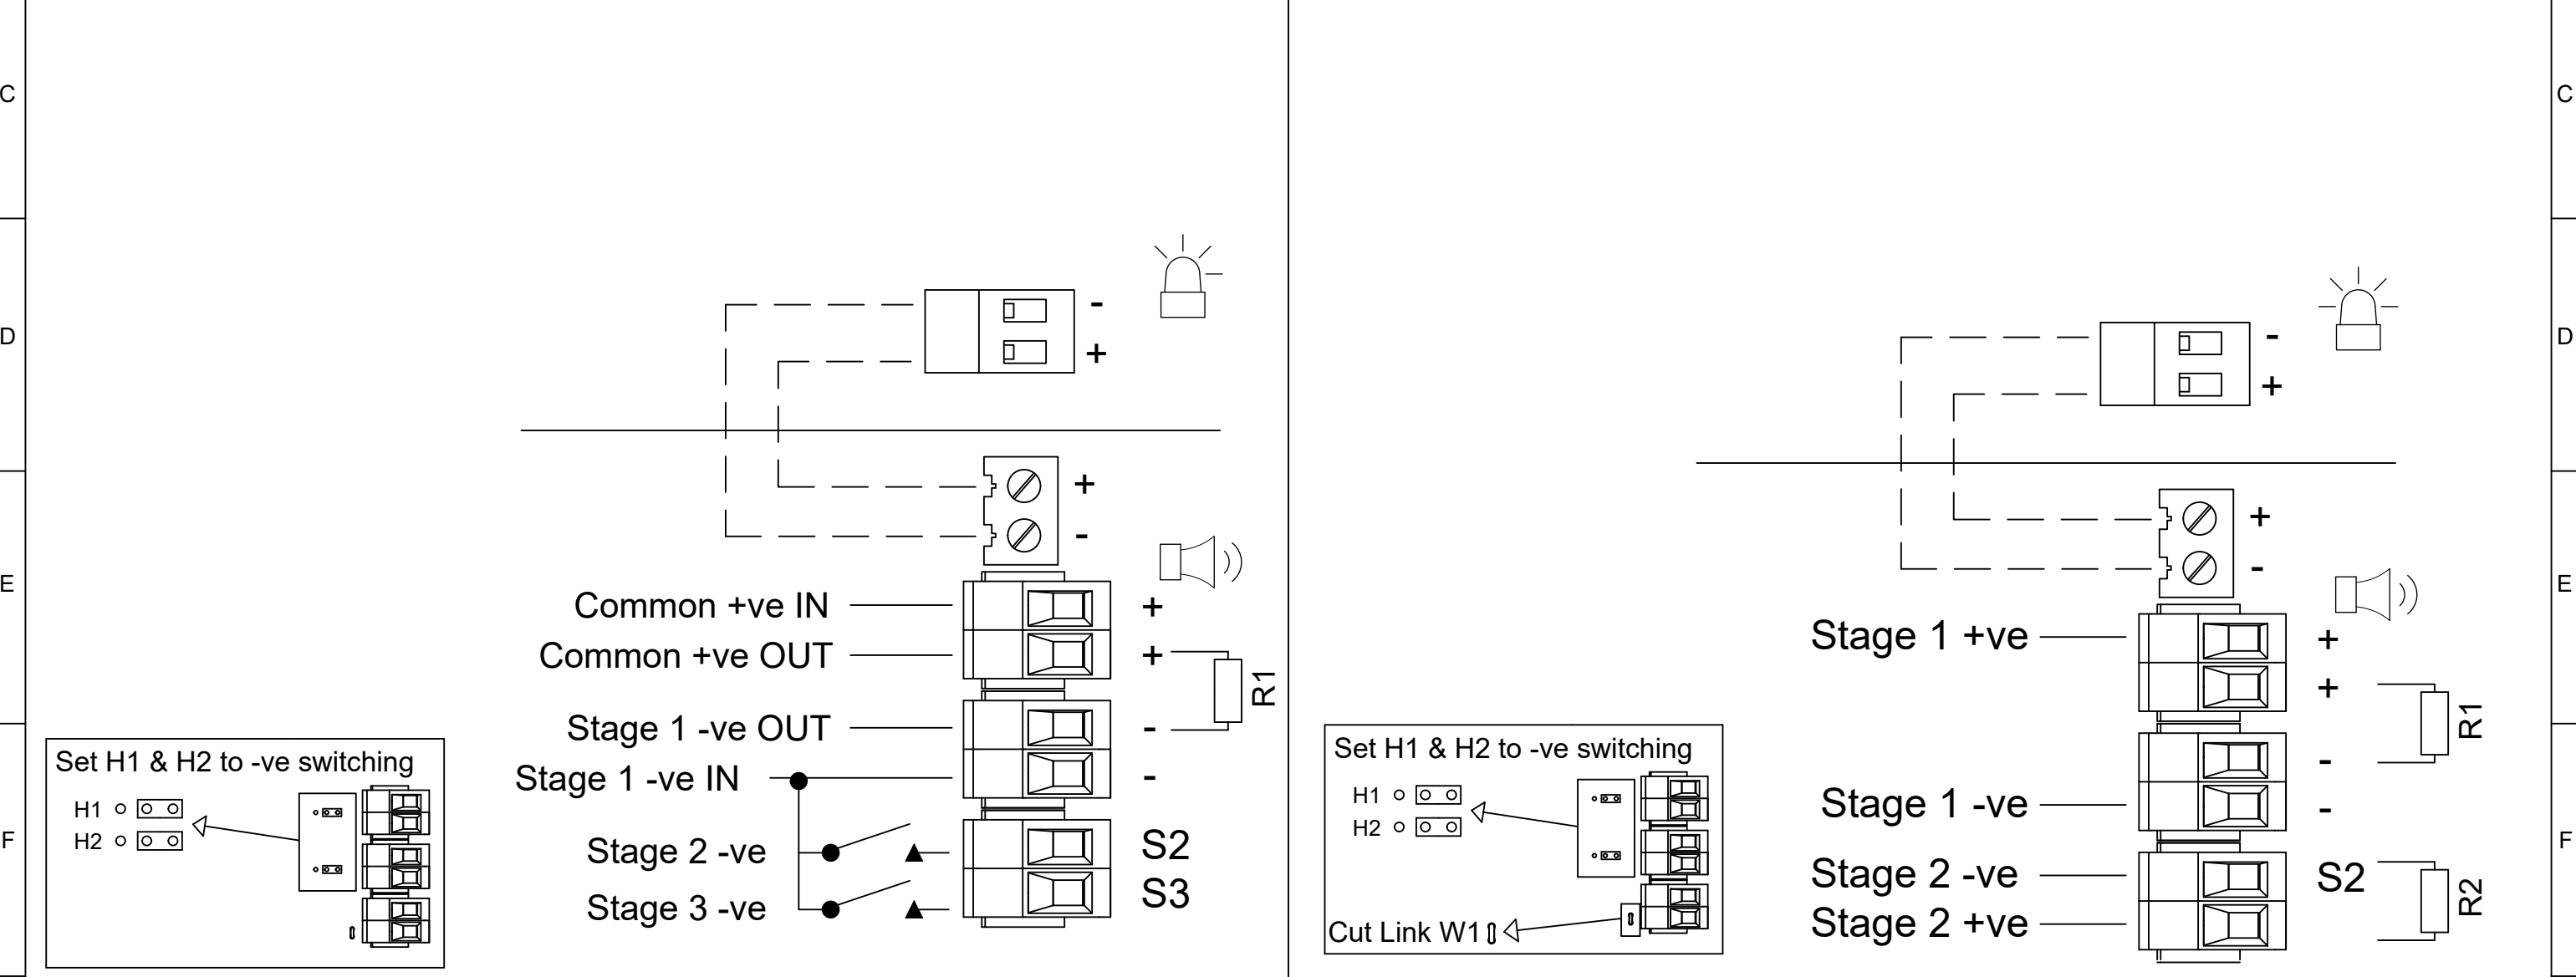 C
C
D
D
E
E
F
F
-
+
+
-
Common +ve IN
+
Common +ve OUT
+
R1
Stage 1 -ve OUT
-
Stage 1 -ve IN
-
Stage 2 -ve
S2
Stage 3 -ve
S3
Set H1 & H2 to -ve switching
H1
H2
-
+
+
-
Stage 1 +ve
+
+
R1
-
Stage 1 -ve
-
Stage 2 -ve
S2
Stage 2 +ve
R2
Set H1 & H2 to -ve switching
H1
H2
Cut Link W1